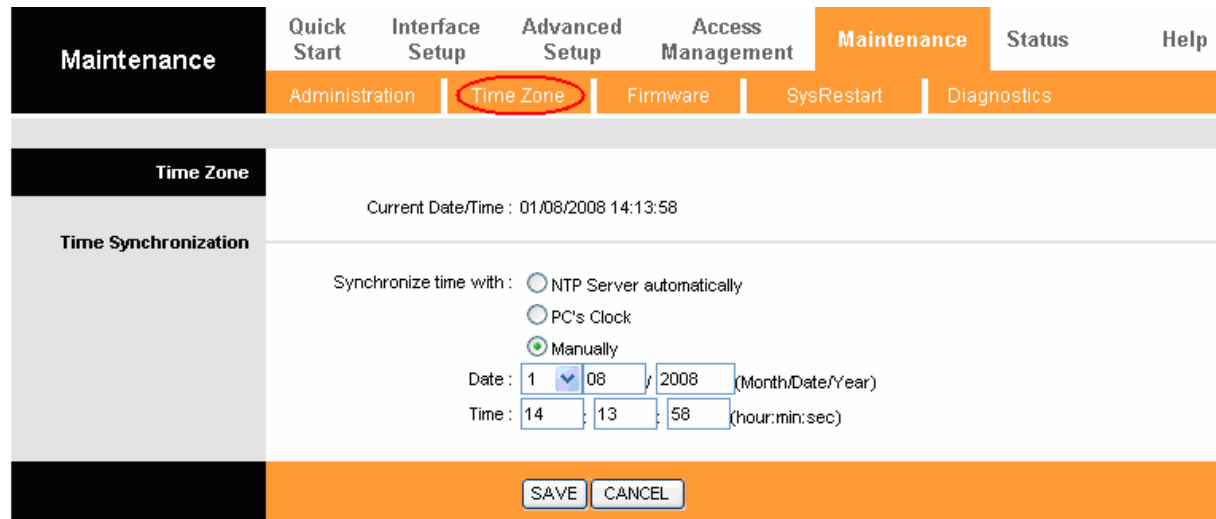 Maintenance
Quick Start
Interface Setup
Advanced Setup
Access Management
Maintenance
Status
Help
Administration
Time Zone
Firmware
SysRestart
Diagnostics
Time Zone
Current Date/Time : 01/08/2008 14:13:58
Time Synchronization
Synchronize time with : NTP Server automatically
PC's Clock
Manually
Date : 1 08 / 2008 (Month/Date/Year)
Time : 14 : 13 : 58 (hour:min:sec)
SAVE CANCEL